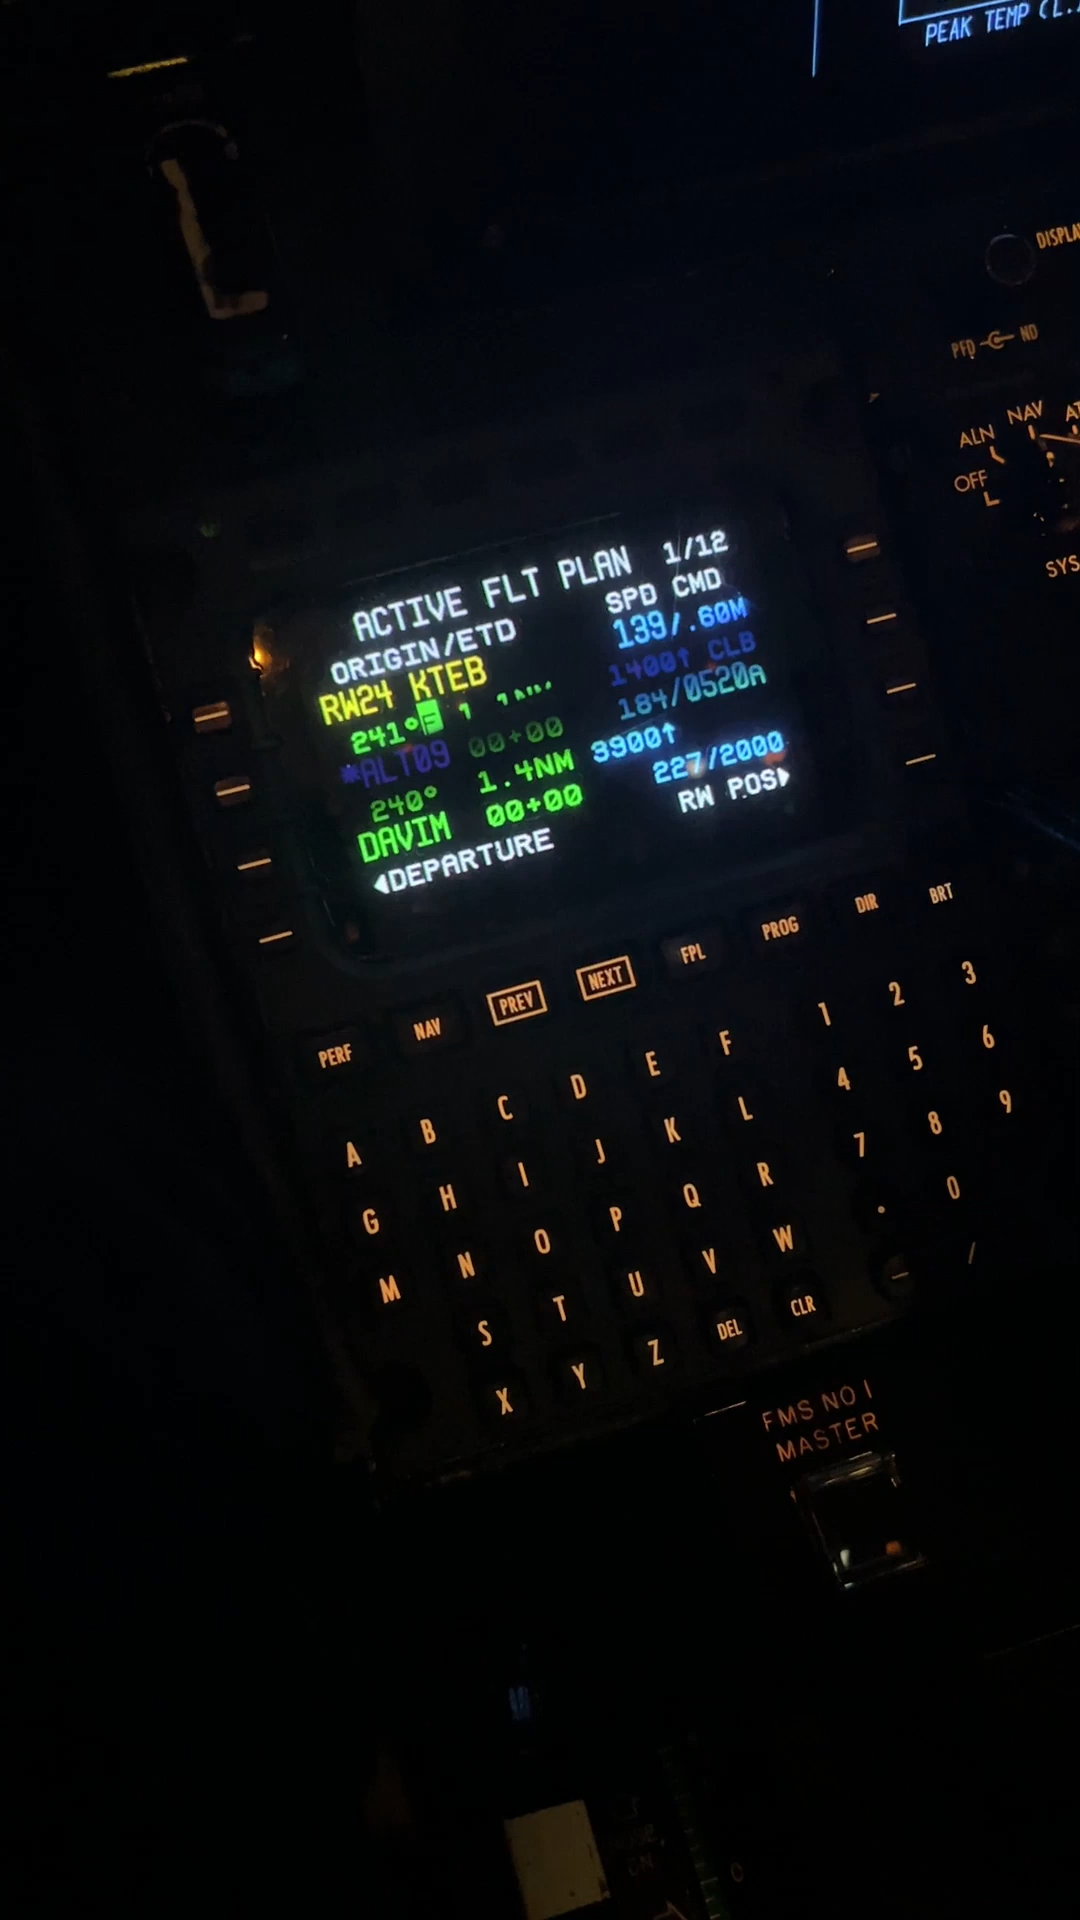 PEAK TEMP
DISPLA
PFD ND
ALN NAV
OFF
SYS
ACTIVE FLT PLAN 1/12
ORIGIN/ETD SPD CMD
RW24 KTEB 139/.60M
241° 1400↑ CLB
*ALT09 00+00 184/0520A
240° 1.4NM 3900↑
DAVIM 00+00 227/2000
◀DEPARTURE RW POS▶
PERF NAV PREV NEXT FPL PROG DIR BRT
A B C D E F 1 2 3
G H I J K L 4 5 6
M N O P Q R 7 8 9
S T U V W . 0
X Y Z DEL CLR - /
FMS NO 1
MASTER